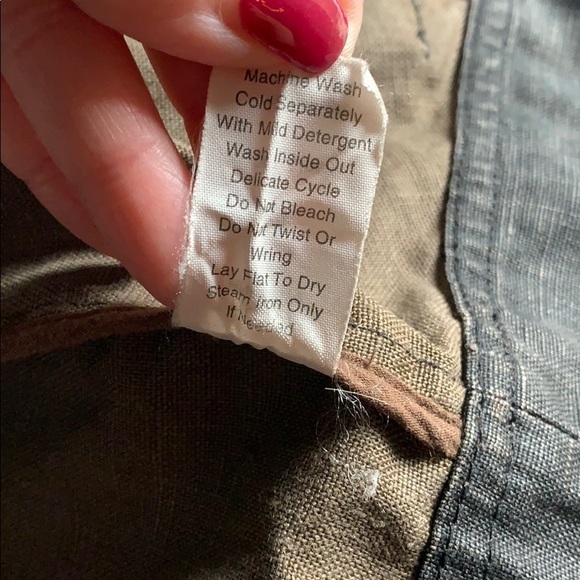 Machine Wash
Cold Separately
With Mild Detergent
Wash Inside Out
Delicate Cycle
Do Not Bleach
Do Not Twist Or
Wring
Lay Flat To Dry
Steam Iron Only
If Needed